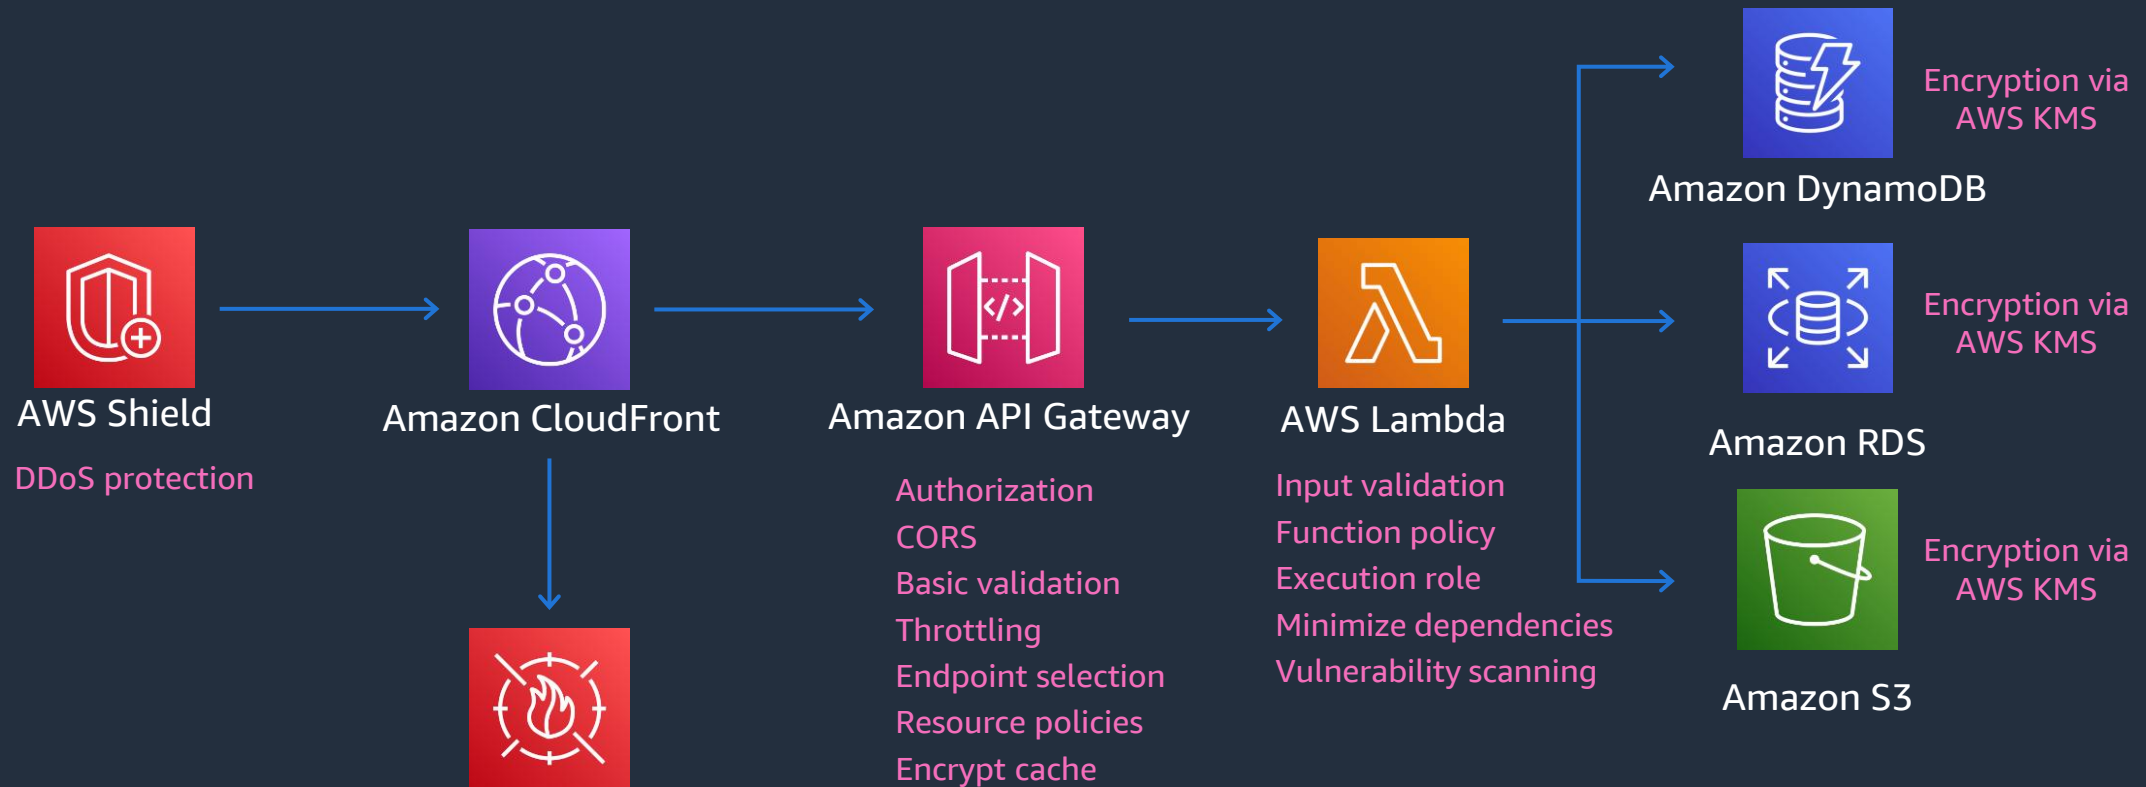 AWS Shield
DDoS protection
Amazon CloudFront
Amazon API Gateway
Authorization
CORS
Basic validation
Throttling
Endpoint selection
Resource policies
Encrypt cache
AWS Lambda
Input validation
Function policy
Execution role
Minimize dependencies
Vulnerability scanning
Amazon DynamoDB
Encryption via
AWS KMS
Amazon RDS
Encryption via
AWS KMS
Amazon S3
Encryption via
AWS KMS